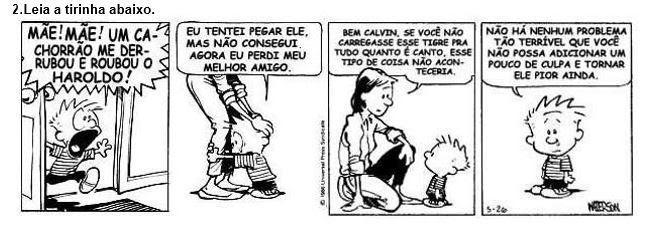 2.Leia a tirinha abaixo.
MÃE! MÃE! UM CA-
CHORRÃO ME DER-
RUBOU E ROUBOU O
HAROLDO!
EU TENTEI PEGAR ELE,
MAS NÃO CONSEGUI.
AGORA EU PERDI MEU
MELHOR AMIGO.
BEM CALVIN, SE VOCÊ NÃO
CARREGASSE ESSE TIGRE PRA
TUDO QUANTO É CANTO, ESSE
TIPO DE COISA NÃO ACON-
TECERIA.
NÃO HÁ NENHUM PROBLEMA
TÃO TERRÍVEL QUE VOCÊ
NÃO POSSA ADICIONAR UM
POUCO DE CULPA E TORNAR
ELE PIOR AINDA.
© 1986 Universal Press Syndicate
5-26
WATTERSON